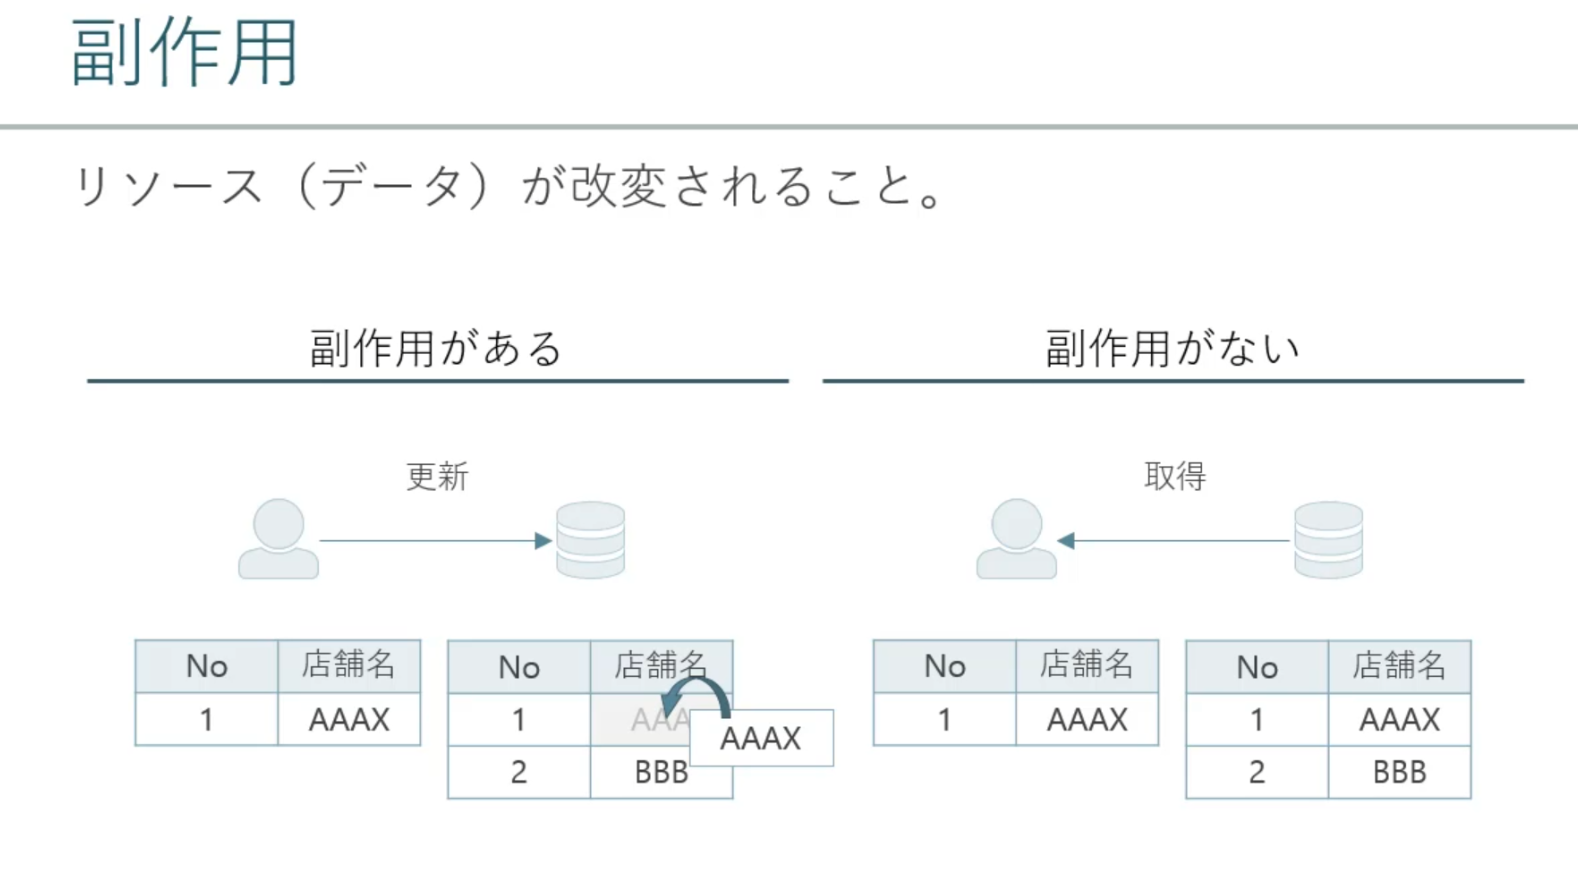 副作用
リソース（データ）が改変されること。
副作用がある
更新
No 店舗名
1 AAAX
No 店舗名
1 AAA
AAAX
2 BBB
副作用がない
取得
No 店舗名
1 AAAX
No 店舗名
1 AAAX
2 BBB